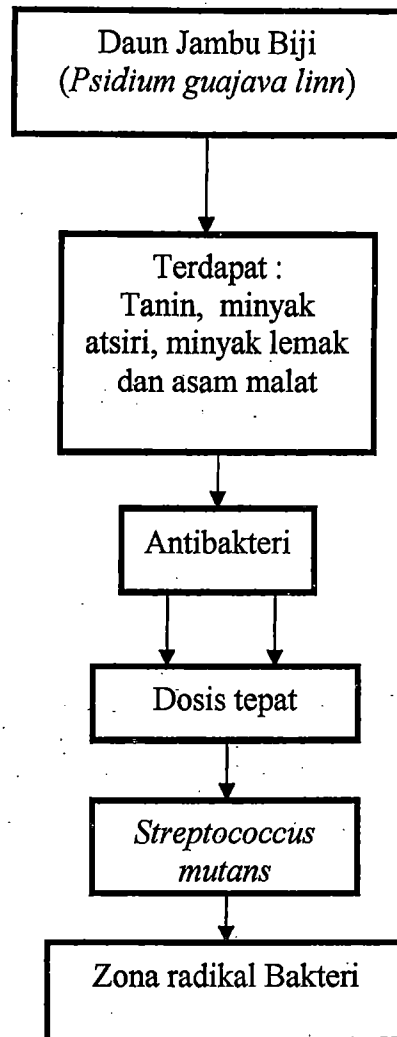 Daun Jambu Biji
(Psidium guajava linn)
Terdapat :
Tanin, minyak
atsiri, minyak lemak
dan asam malat
Antibakteri
Dosis tepat
Streptococcus
mutans
Zona radikal Bakteri